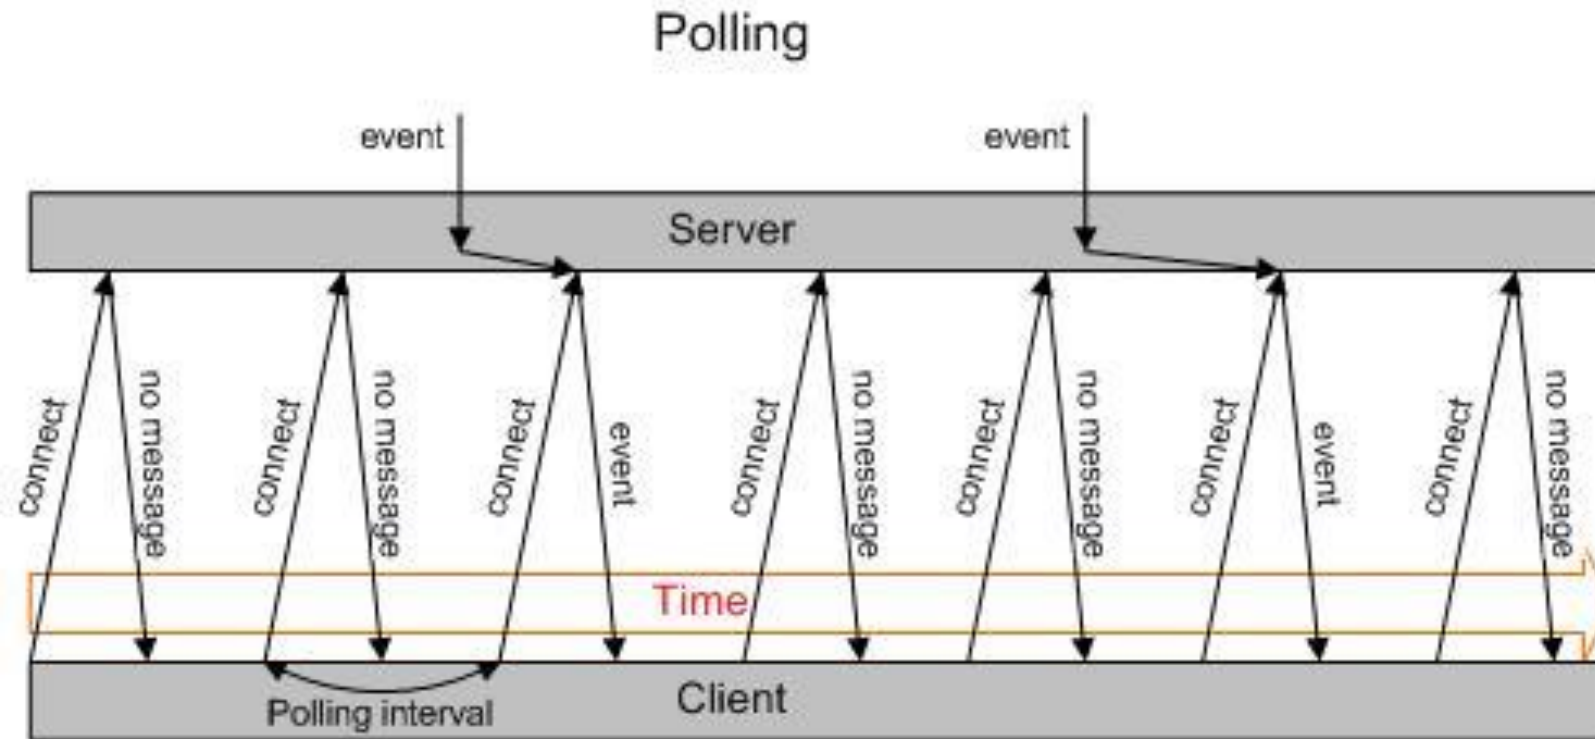 Polling
event
event
Server
connect
no message
connect
no message
connect
event
connect
no message
connect
no message
connect
event
connect
no message
Time
Client
Polling interval